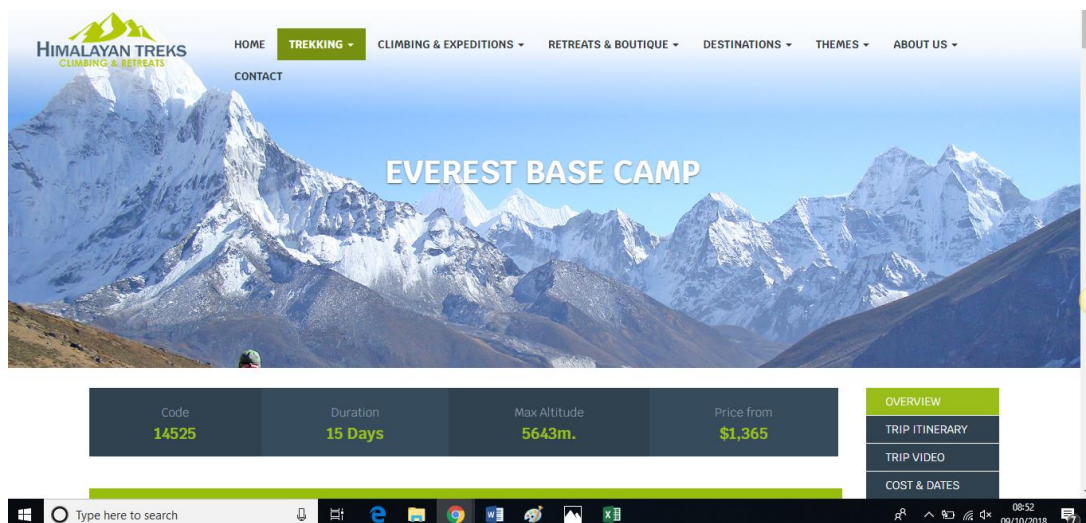 HIMALAYAN TREKS
CLIMBING & RETREATS
HOME TREKKING CLIMBING & EXPEDITIONS RETREATS & BOUTIQUE DESTINATIONS THEMES ABOUT US
CONTACT
EVEREST BASE CAMP
Code Duration Max Altitude Price from
14525 15 Days 5643m. $1,365
OVERVIEW
TRIP ITINERARY
TRIP VIDEO
COST & DATES
Type here to search
08:52
09/10/2018